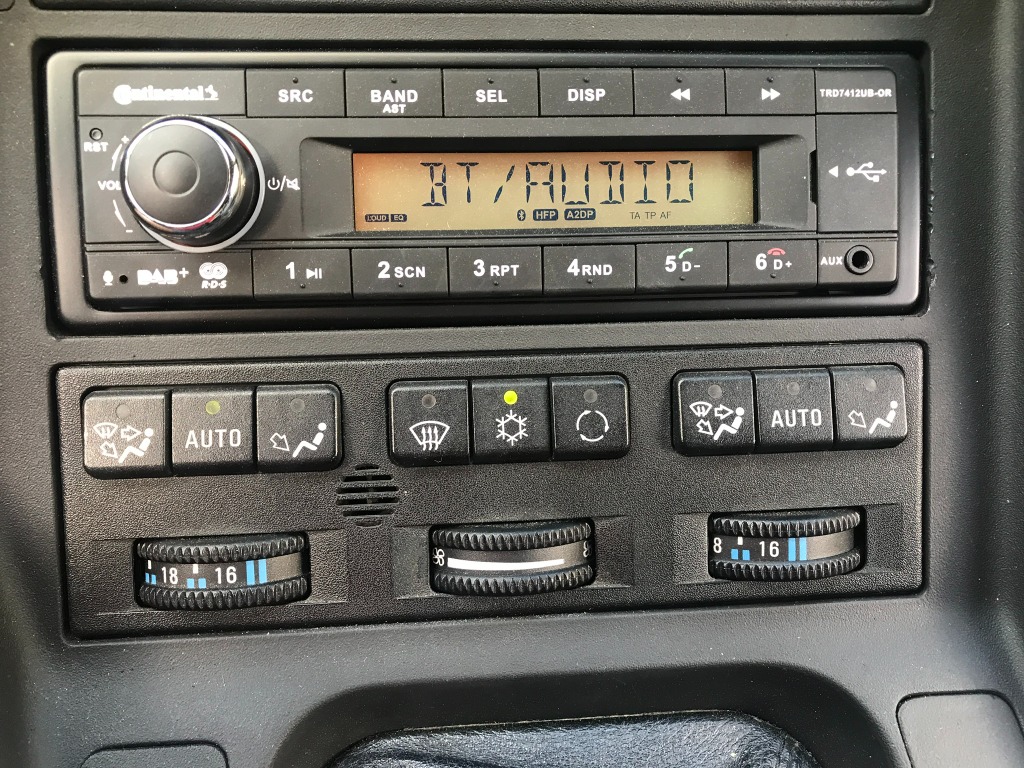 Continental SRC BAND AST SEL DISP TRD7412UB-OR
RST
VOL
BT/AUDIO
LOUD EQ HFP A2DP TA TP AF
DAB+ R·D·S 1 2 SCN 3 RPT 4 RND 5 D- 6 D+ AUX
AUTO AUTO
18 16 8 16